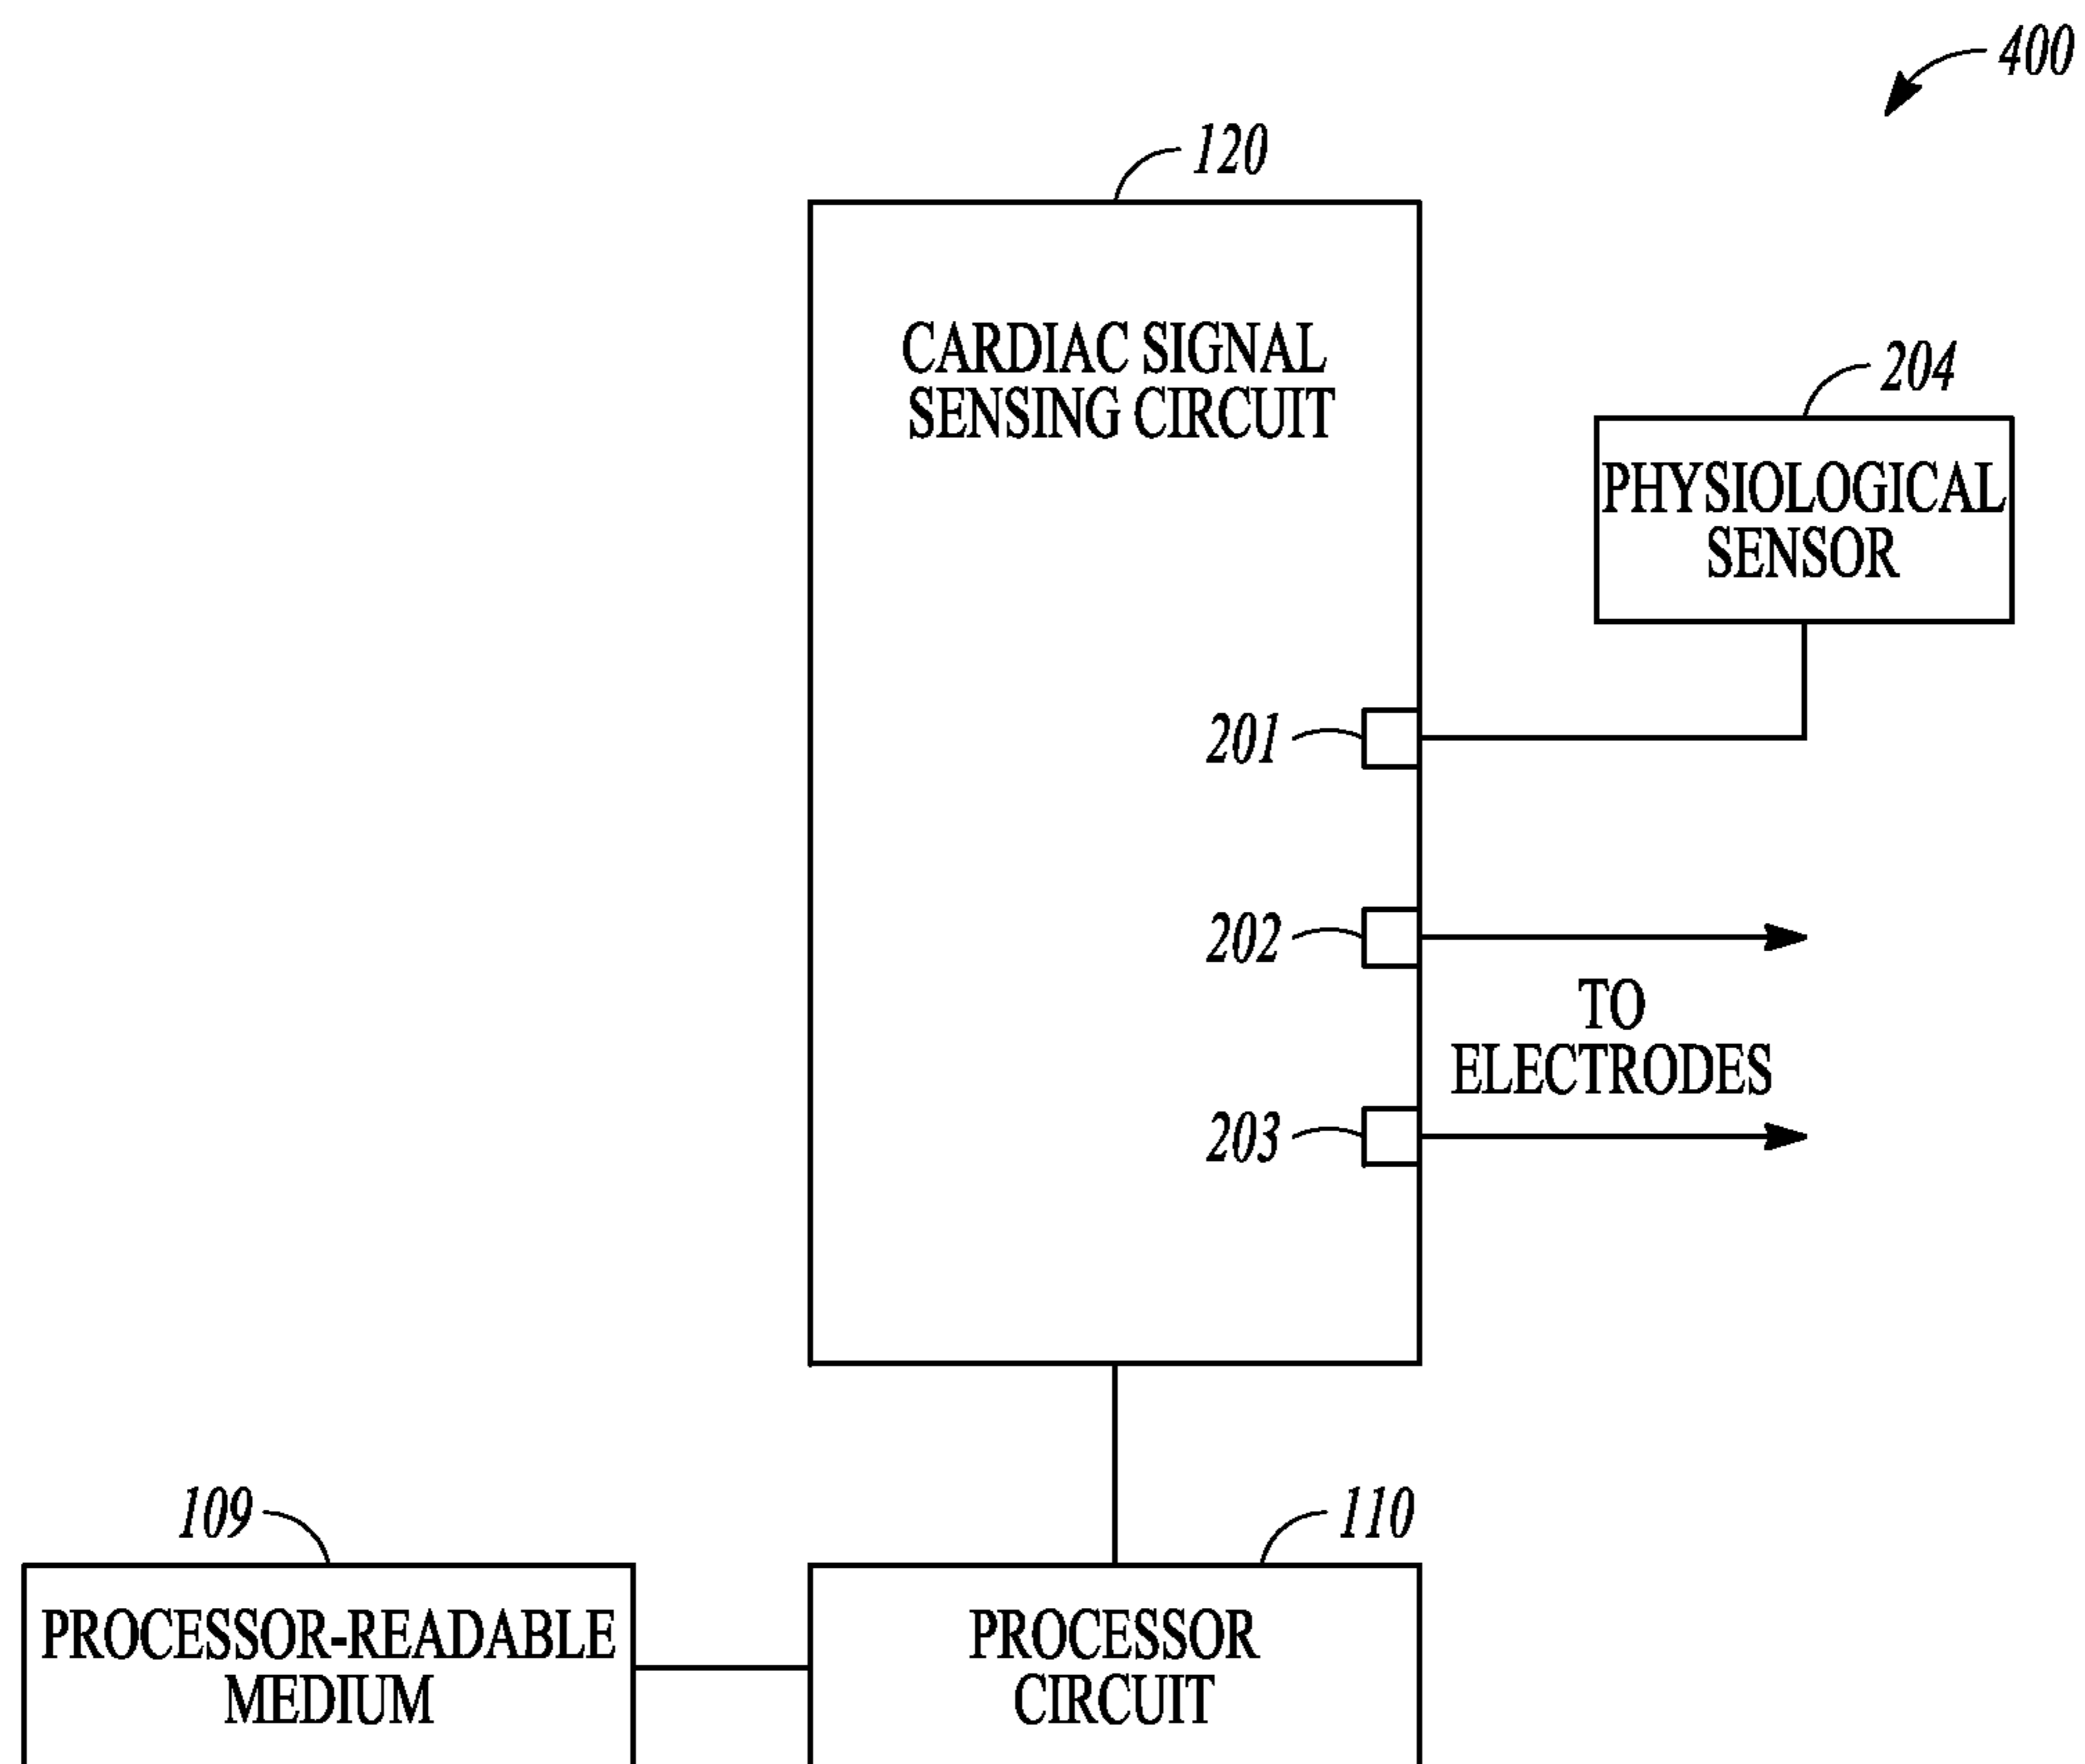 400
120
CARDIAC SIGNAL
SENSING CIRCUIT
204
PHYSIOLOGICAL
SENSOR
201
202
TO
ELECTRODES
203
109
110
PROCESSOR-READABLE
MEDIUM
PROCESSOR
CIRCUIT